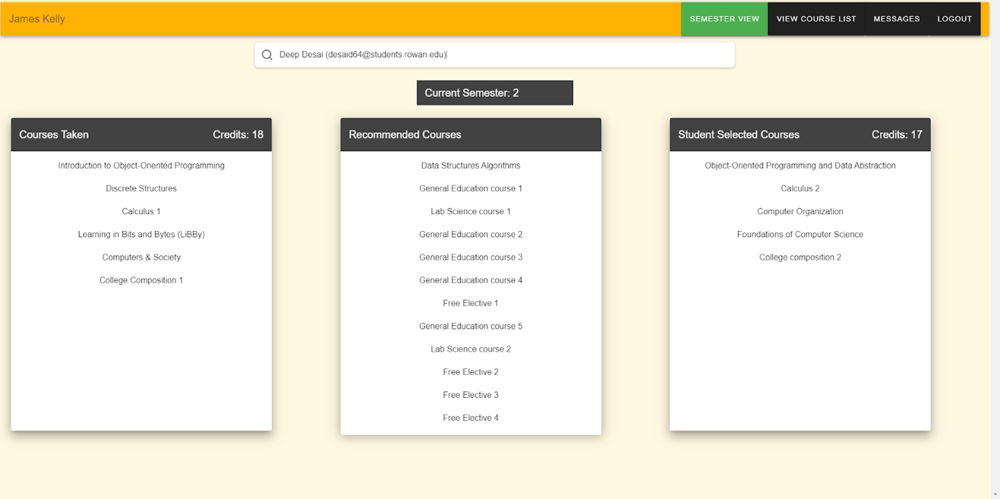 James Kelly
SEMESTER VIEW
VIEW COURSE LIST
MESSAGES
LOGOUT
Deep Desai (desaid64@students.rowan.edu)
Current Semester: 2
Courses Taken
Credits: 18
Introduction to Object-Oriented Programming
Discrete Structures
Calculus 1
Learning in Bits and Bytes (LiBBy)
Computers & Society
College Composition 1
Recommended Courses
Data Structures Algorithms
General Education course 1
Lab Science course 1
General Education course 2
General Education course 3
General Education course 4
Free Elective 1
General Education course 5
Lab Science course 2
Free Elective 2
Free Elective 3
Free Elective 4
Student Selected Courses
Credits: 17
Object-Oriented Programming and Data Abstraction
Calculus 2
Computer Organization
Foundations of Computer Science
College composition 2